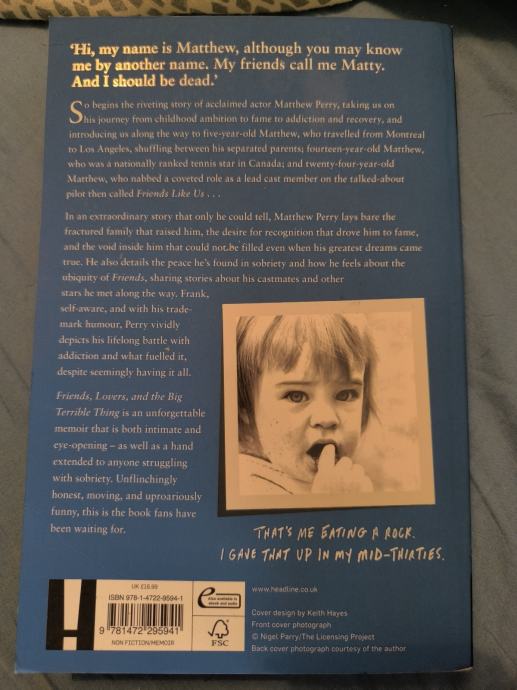 ‘Hi, my name is Matthew, although you may know
me by another name. My friends call me Matty.
And I should be dead.’
So begins the riveting story of acclaimed actor Matthew Perry, taking us on
his journey from childhood ambition to fame to addiction and recovery, and
introducing us along the way to five-year-old Matthew, who travelled from Montreal
to Los Angeles, shuffling between his separated parents; fourteen-year-old Matthew,
who was a nationally ranked tennis star in Canada; and twenty-four-year-old
Matthew, who nabbed a coveted role as a lead cast member on the talked-about
pilot then called Friends Like Us . . .
In an extraordinary story that only he could tell, Matthew Perry lays bare the
fractured family that raised him, the desire for recognition that drove him to fame,
and the void inside him that could not be filled even when his greatest dreams came
true. He also details the peace he’s found in sobriety and how he feels about the
ubiquity of Friends, sharing stories about his castmates and other
stars he met along the way. Frank,
self-aware, and with his trade-
mark humour, Perry vividly
depicts his lifelong battle with
addiction and what fuelled it,
despite seemingly having it all.
Friends, Lovers, and the Big
Terrible Thing is an unforgettable
memoir that is both intimate and
eye-opening – as well as a hand
extended to anyone struggling
with sobriety. Unflinchingly
honest, moving, and uproariously
funny, this is the book fans have
been waiting for.
THAT'S ME EATING A ROCK.
I GAVE THAT UP IN MY MID-THIRTIES.
H
UK £16.99
ISBN 978-1-4722-9594-1
9 781472 295941
NON FICTION/MEMOIR
e
Also available in
ebook and audio
FSC
www.headline.co.uk
Cover design by Keith Hayes
Front cover photograph
© Nigel Parry/The Licensing Project
Back cover photograph courtesy of the author